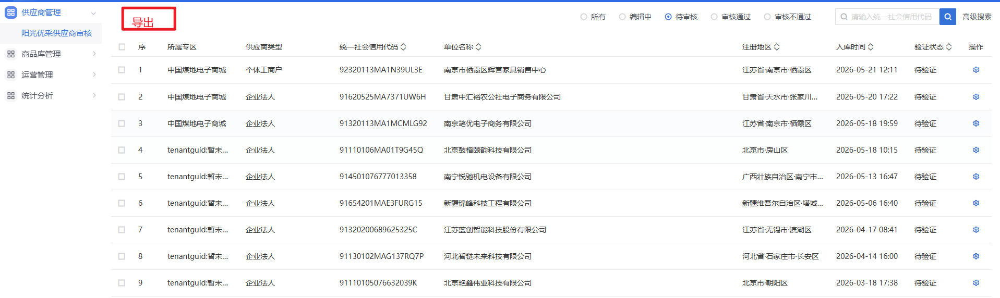 供应商管理
阳光优采供应商审核
商品库管理
运营管理
统计分析
导出
所有 编辑中 待审核 审核通过 审核不通过 请输入统一社会信用代码 高级搜索
序 所属专区 供应商类型 统一社会信用代码 单位名称 注册地区 入库时间 验证状态 操作
1 中国煤地电子商城 个体工商户 92320113MA1N39UL3E 南京市栖霞区辉誉家具销售中心 江苏省·南京市·栖霞区 2026-05-21 12:11 待验证
2 中国煤地电子商城 企业法人 91620525MA7371UW6H 甘肃中汇裕农公社电子商务有限公司 甘肃省·天水市·张家川... 2026-05-20 17:22 待验证
3 中国煤地电子商城 企业法人 91320113MA1MCMLG92 南京笔优电子商务有限公司 江苏省·南京市·栖霞区 2026-05-18 19:59 待验证
4 tenantguid:暂未... 企业法人 91110106MA01T9G45Q 北京鼓楷颐韵科技有限公司 北京市·房山区 2026-05-18 10:15 待验证
5 tenantguid:暂未... 企业法人 914501076777013358 南宁锐驰机电设备有限公司 广西壮族自治区·南宁市... 2026-05-13 16:47 待验证
6 tenantguid:暂未... 企业法人 91654201MAE3FURG15 新疆锦峰科技工程有限公司 新疆维吾尔自治区·塔城... 2026-05-06 16:40 待验证
7 tenantguid:暂未... 企业法人 91320200689625325C 江苏蓝创智能科技股份有限公司 江苏省·无锡市·滨湖区 2026-04-17 08:41 待验证
8 tenantguid:暂未... 企业法人 91130102MAG137RQ7P 河北智链未来科技有限公司 河北省·石家庄市·长安区 2026-04-14 16:00 待验证
9 tenantguid:暂未... 企业法人 91110105076632039K 北京艳鑫伟业科技有限公司 北京市·朝阳区 2026-03-18 17:38 待验证